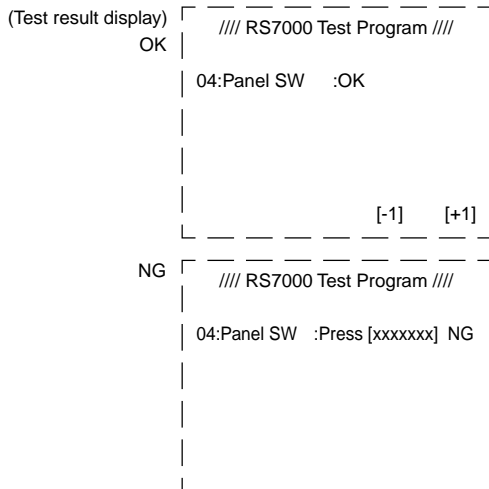 (Test result display)
OK
//// RS7000 Test Program ////
04:Panel SW :OK
[-1] [+1]
NG
//// RS7000 Test Program ////
04:Panel SW :Press [xxxxxxx] NG